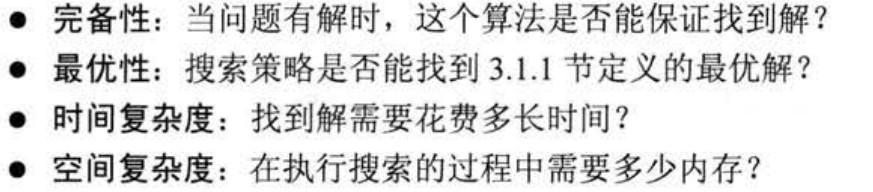 ● 完备性：当问题有解时，这个算法是否能保证找到解？
● 最优性：搜索策略是否能找到 3.1.1 节定义的最优解？
● 时间复杂度：找到解需要花费多长时间？
● 空间复杂度：在执行搜索的过程中需要多少内存？